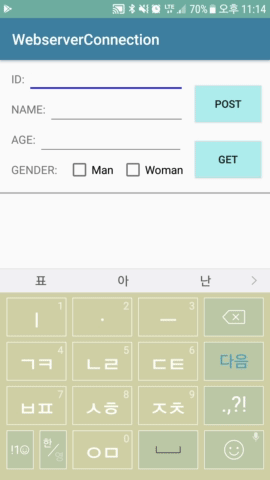 70% 오후 11:14
WebserverConnection
ID:
POST
NAME:
AGE:
GET
GENDER: Man Woman
표 아 난
ㅣ 1 · 2 ㅡ 3
ㄱㅋ 4 ㄴㄹ 5 ㄷㅌ 6 다음
ㅂㅍ 7 ㅅㅎ 8 ㅈㅊ 9 .,?!
!1☺ 한/영 ㅇㅁ 0